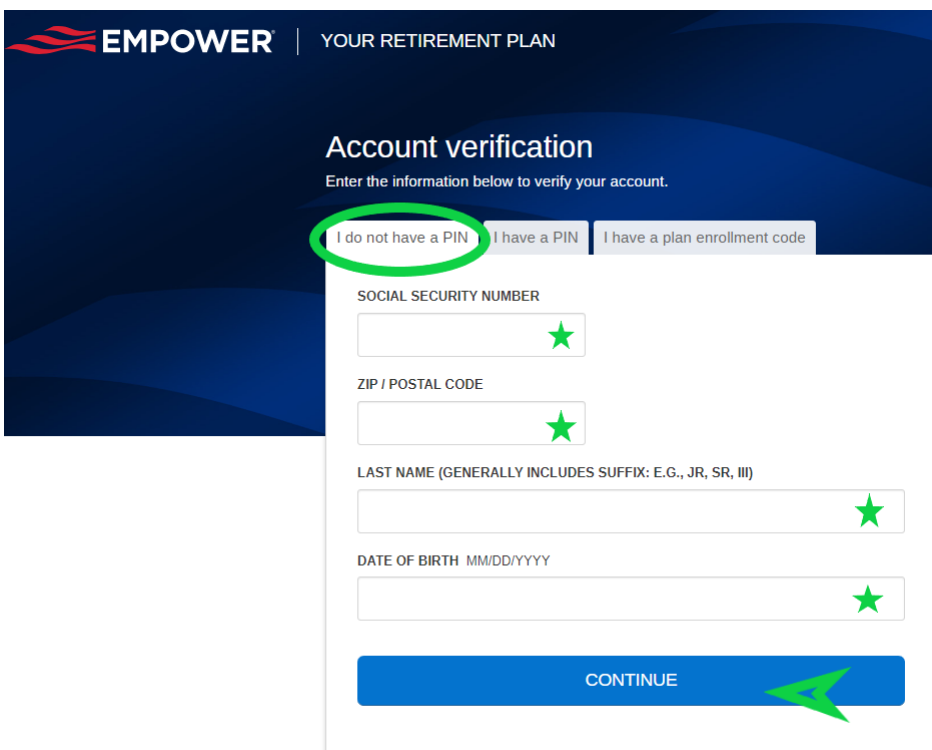 EMPOWER
YOUR RETIREMENT PLAN
Account verification
Enter the information below to verify your account.
I do not have a PIN
I have a PIN
I have a plan enrollment code
SOCIAL SECURITY NUMBER
ZIP / POSTAL CODE
LAST NAME (GENERALLY INCLUDES SUFFIX: E.G., JR, SR, III)
DATE OF BIRTH MM/DD/YYYY
CONTINUE